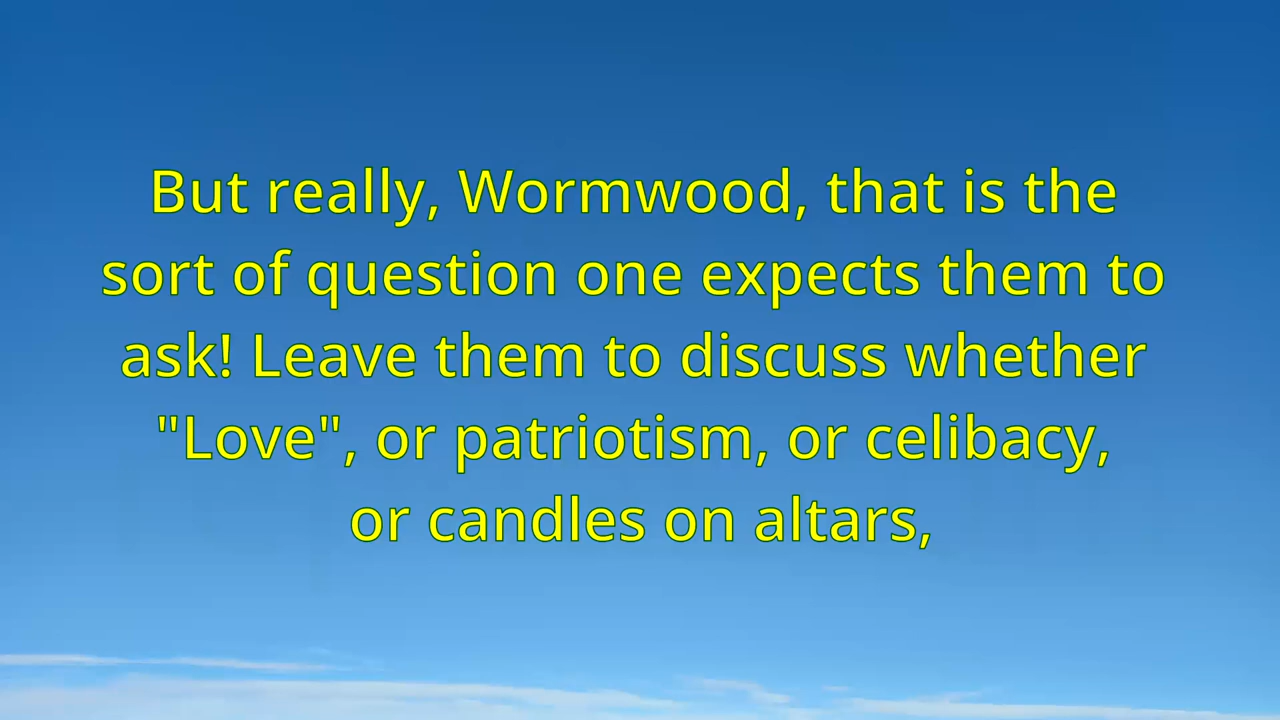 But really, Wormwood, that is the
sort of question one expects them to
ask! Leave them to discuss whether
"Love", or patriotism, or celibacy,
or candles on altars,